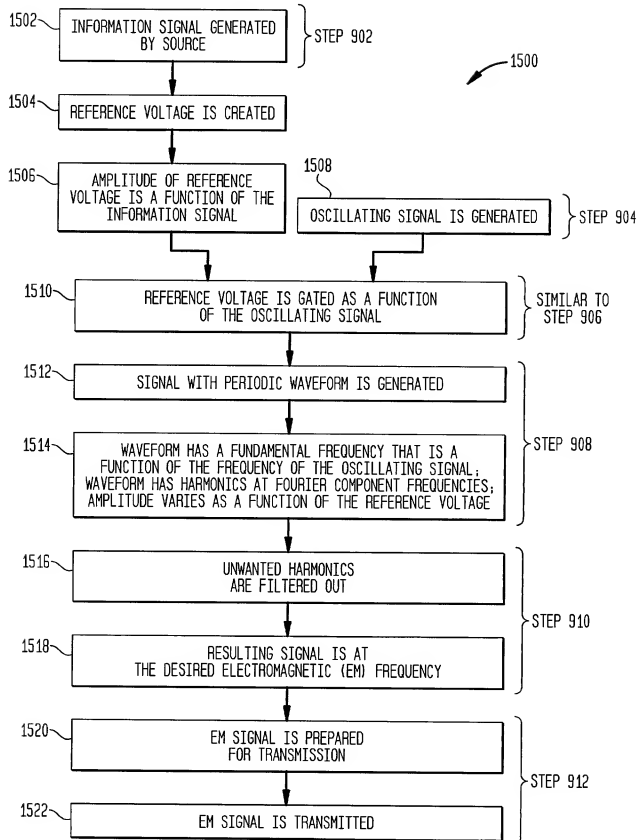 1502
INFORMATION SIGNAL GENERATED
BY SOURCE
STEP 902
1500
1504
REFERENCE VOLTAGE IS CREATED
1506
AMPLITUDE OF REFERENCE
VOLTAGE IS A FUNCTION OF THE
INFORMATION SIGNAL
1508
OSCILLATING SIGNAL IS GENERATED
STEP 904
1510
REFERENCE VOLTAGE IS GATED AS A FUNCTION
OF THE OSCILLATING SIGNAL
SIMILAR TO
STEP 906
1512
SIGNAL WITH PERIODIC WAVEFORM IS GENERATED
1514
WAVEFORM HAS A FUNDAMENTAL FREQUENCY THAT IS A
FUNCTION OF THE FREQUENCY OF THE OSCILLATING SIGNAL;
WAVEFORM HAS HARMONICS AT FOURIER COMPONENT FREQUENCIES;
AMPLITUDE VARIES AS A FUNCTION OF THE REFERENCE VOLTAGE
STEP 908
1516
UNWANTED HARMONICS
ARE FILTERED OUT
1518
RESULTING SIGNAL IS AT
THE DESIRED ELECTROMAGNETIC (EM) FREQUENCY
STEP 910
1520
EM SIGNAL IS PREPARED
FOR TRANSMISSION
1522
EM SIGNAL IS TRANSMITTED
STEP 912